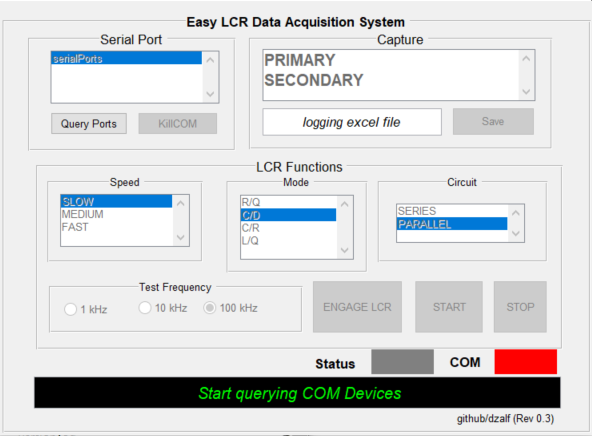 Easy LCR Data Acquisition System
Serial Port
serialPorts
Query Ports
KillCOM
Capture
PRIMARY
SECONDARY
logging excel file
Save
LCR Functions
Speed
SLOW
MEDIUM
FAST
Mode
R/Q
C/D
C/R
L/Q
Circuit
SERIES
PARALLEL
Test Frequency
1 kHz
10 kHz
100 kHz
ENGAGE LCR
START
STOP
Status
COM
Start querying COM Devices
github/dzalf (Rev 0.3)